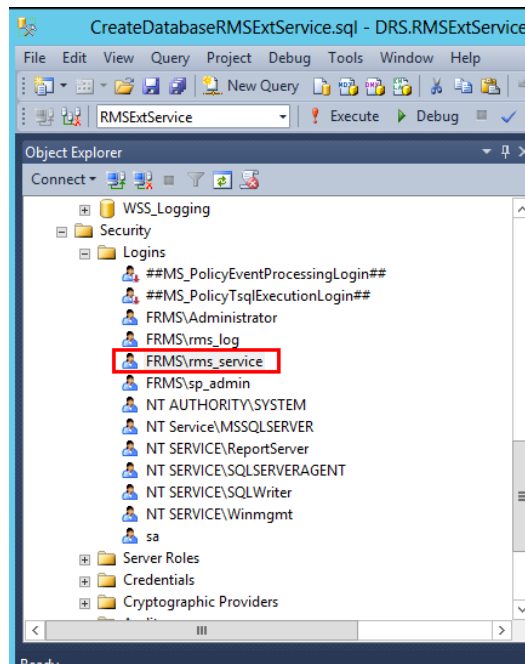 CreateDatabaseRMSExtService.sql - DRS.RMSExtService
File Edit View Query Project Debug Tools Window Help
New Query
RMSExtService Execute Debug
Object Explorer
Connect
WSS_Logging
Security
Logins
##MS_PolicyEventProcessingLogin##
##MS_PolicyTsqlExecutionLogin##
FRMS\Administrator
FRMS\rms_log
FRMS\rms_service
FRMS\sp_admin
NT AUTHORITY\SYSTEM
NT Service\MSSQLSERVER
NT SERVICE\ReportServer
NT SERVICE\SQLSERVERAGENT
NT SERVICE\SQLWriter
NT SERVICE\Winmgmt
sa
Server Roles
Credentials
Cryptographic Providers